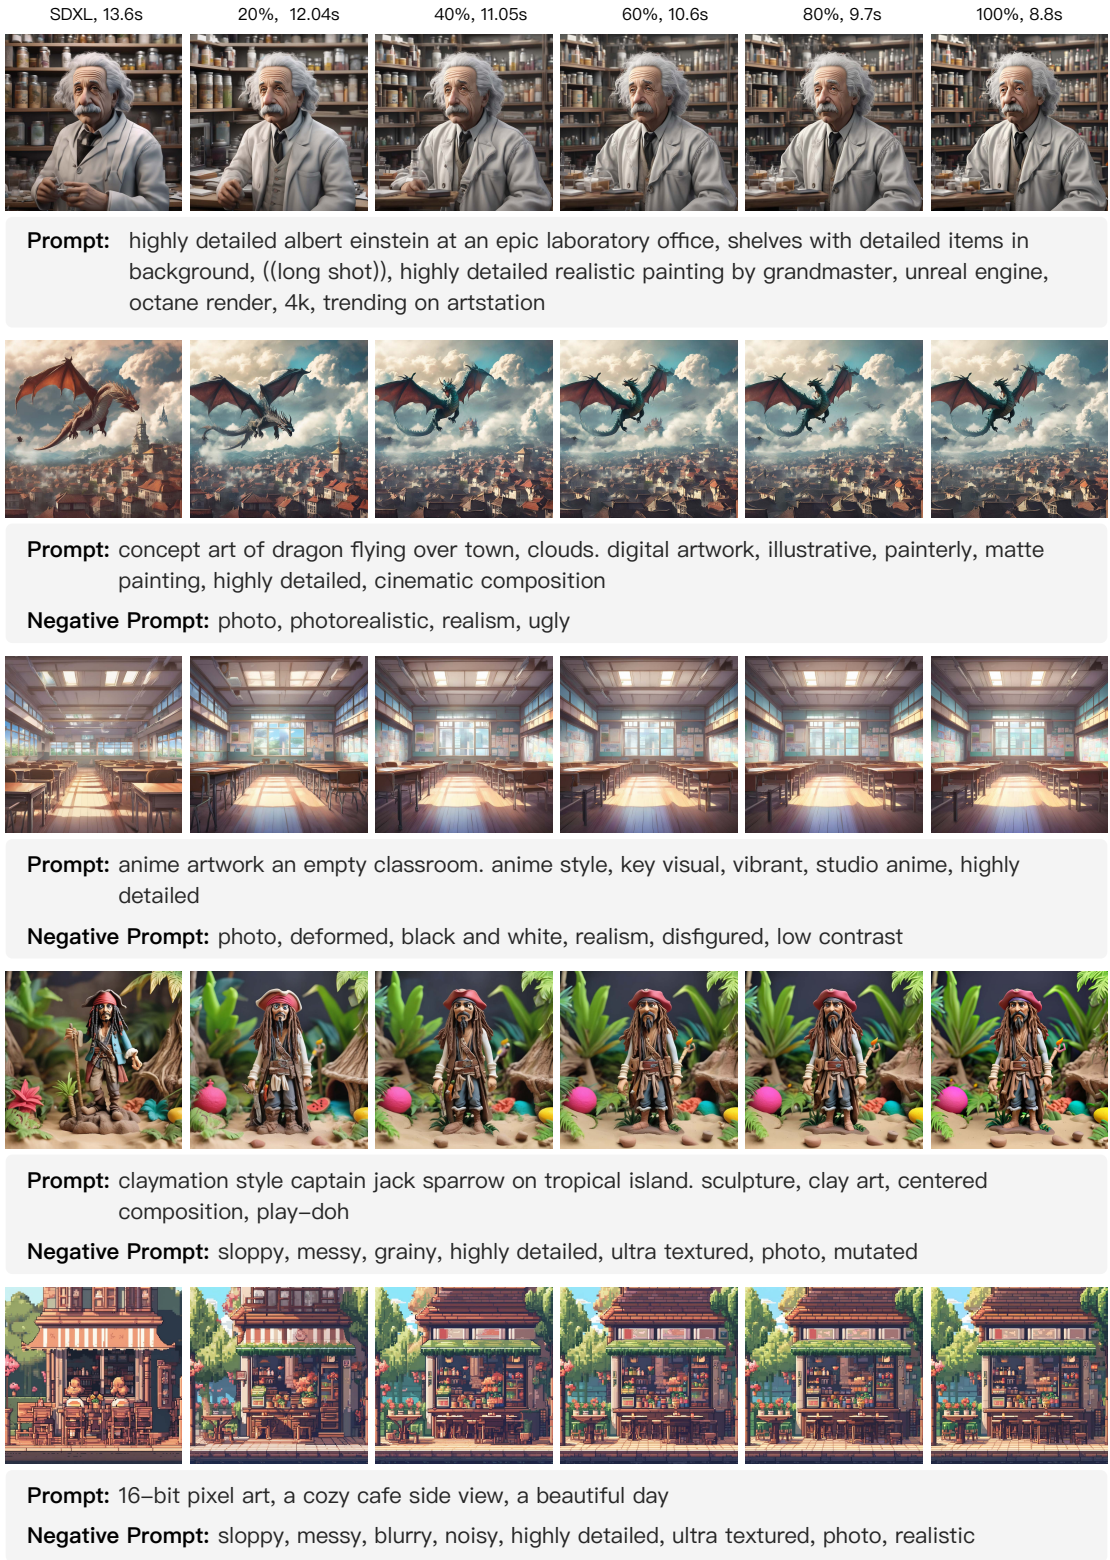 SDXL, 13.6s
20%, 12.04s
40%, 11.05s
60%, 10.6s
80%, 9.7s
100%, 8.8s
Prompt: highly detailed albert einstein at an epic laboratory office, shelves with detailed items in
background, ((long shot)), highly detailed realistic painting by grandmaster, unreal engine,
octane render, 4k, trending on artstation
Prompt: concept art of dragon flying over town, clouds. digital artwork, illustrative, painterly, matte
painting, highly detailed, cinematic composition
Negative Prompt: photo, photorealistic, realism, ugly
Prompt: anime artwork an empty classroom. anime style, key visual, vibrant, studio anime, highly
detailed
Negative Prompt: photo, deformed, black and white, realism, disfigured, low contrast
Prompt: claymation style captain jack sparrow on tropical island. sculpture, clay art, centered
composition, play-doh
Negative Prompt: sloppy, messy, grainy, highly detailed, ultra textured, photo, mutated
Prompt: 16-bit pixel art, a cozy cafe side view, a beautiful day
Negative Prompt: sloppy, messy, blurry, noisy, highly detailed, ultra textured, photo, realistic